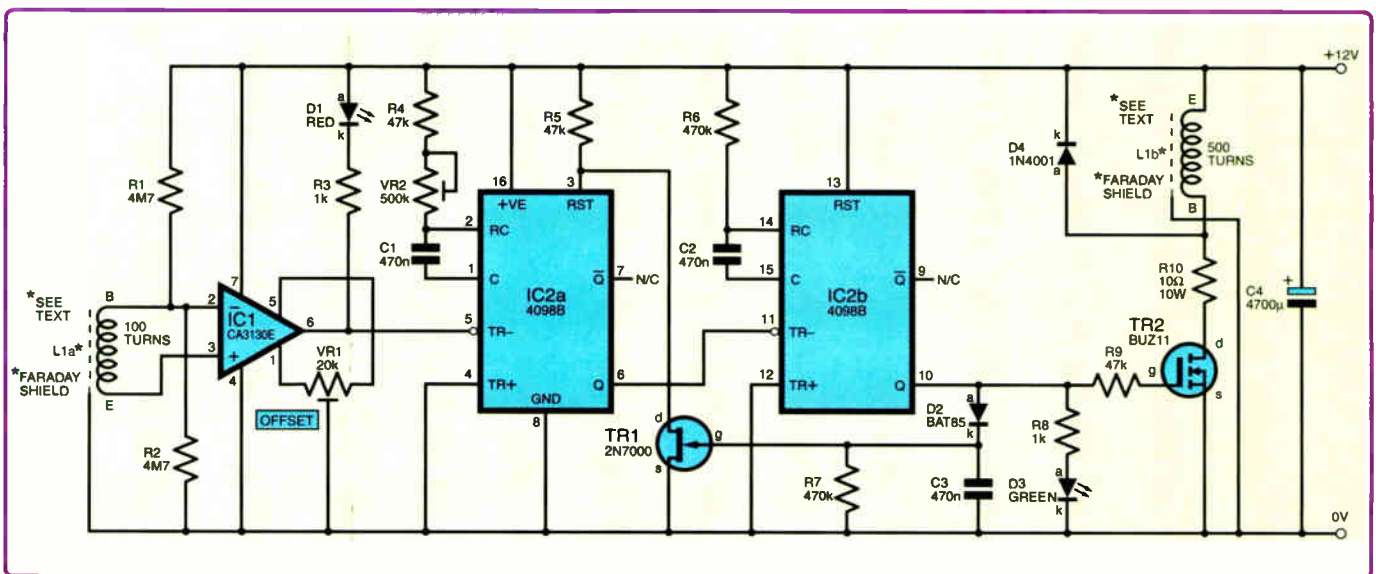 +12V
a
D1
RED
k
R4
47k
R5
47k
R6
470k
k
D4
1N4001
a
*SEE
TEXT
E
L1b*
500
TURNS
*FARADAY
SHIELD
B
R1
4M7
R3
1k
VR2
500k
16
+VE
3
RST
13
RST
2
RC
14
RC
C1
470n
1
C
C2
470n
15
C
7
Q
N/C
9
Q
N/C
IC2a
4098B
IC2b
4098B
R10
10Ω
10W
+
C4
4700µ
*SEE
TEXT
B
100
TURNS
L1a*
*FARADAY
SHIELD
E
2
–
7
5
IC1
CA3130E
6
3
+
4
1
VR1
20k
OFFSET
5
TR–
11
TR–
4
TR+
6
Q
12
TR+
10
Q
GND
8
TR2
BUZ11
d
g
s
R9
47k
R2
4M7
TR1
2N7000
d
g
s
D2
BAT85
a
k
R8
1k
R7
470k
C3
470n
D3
GREEN
a
k
0V